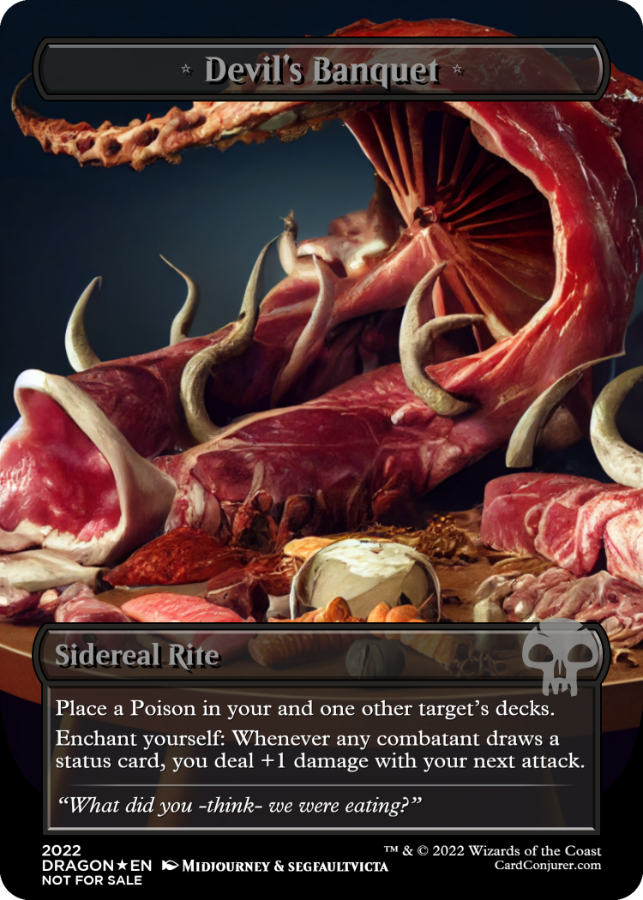 ☆ Devil's Banquet ☆
Sidereal Rite
Place a Poison in your and one other target's decks.
Enchant yourself: Whenever any combatant draws a
status card, you deal +1 damage with your next attack.
“What did you -think- we were eating?”
2022
DRAGON★EN Midjourney & segfaultvicta
NOT FOR SALE
™ & © 2022 Wizards of the Coast
CardConjurer.com